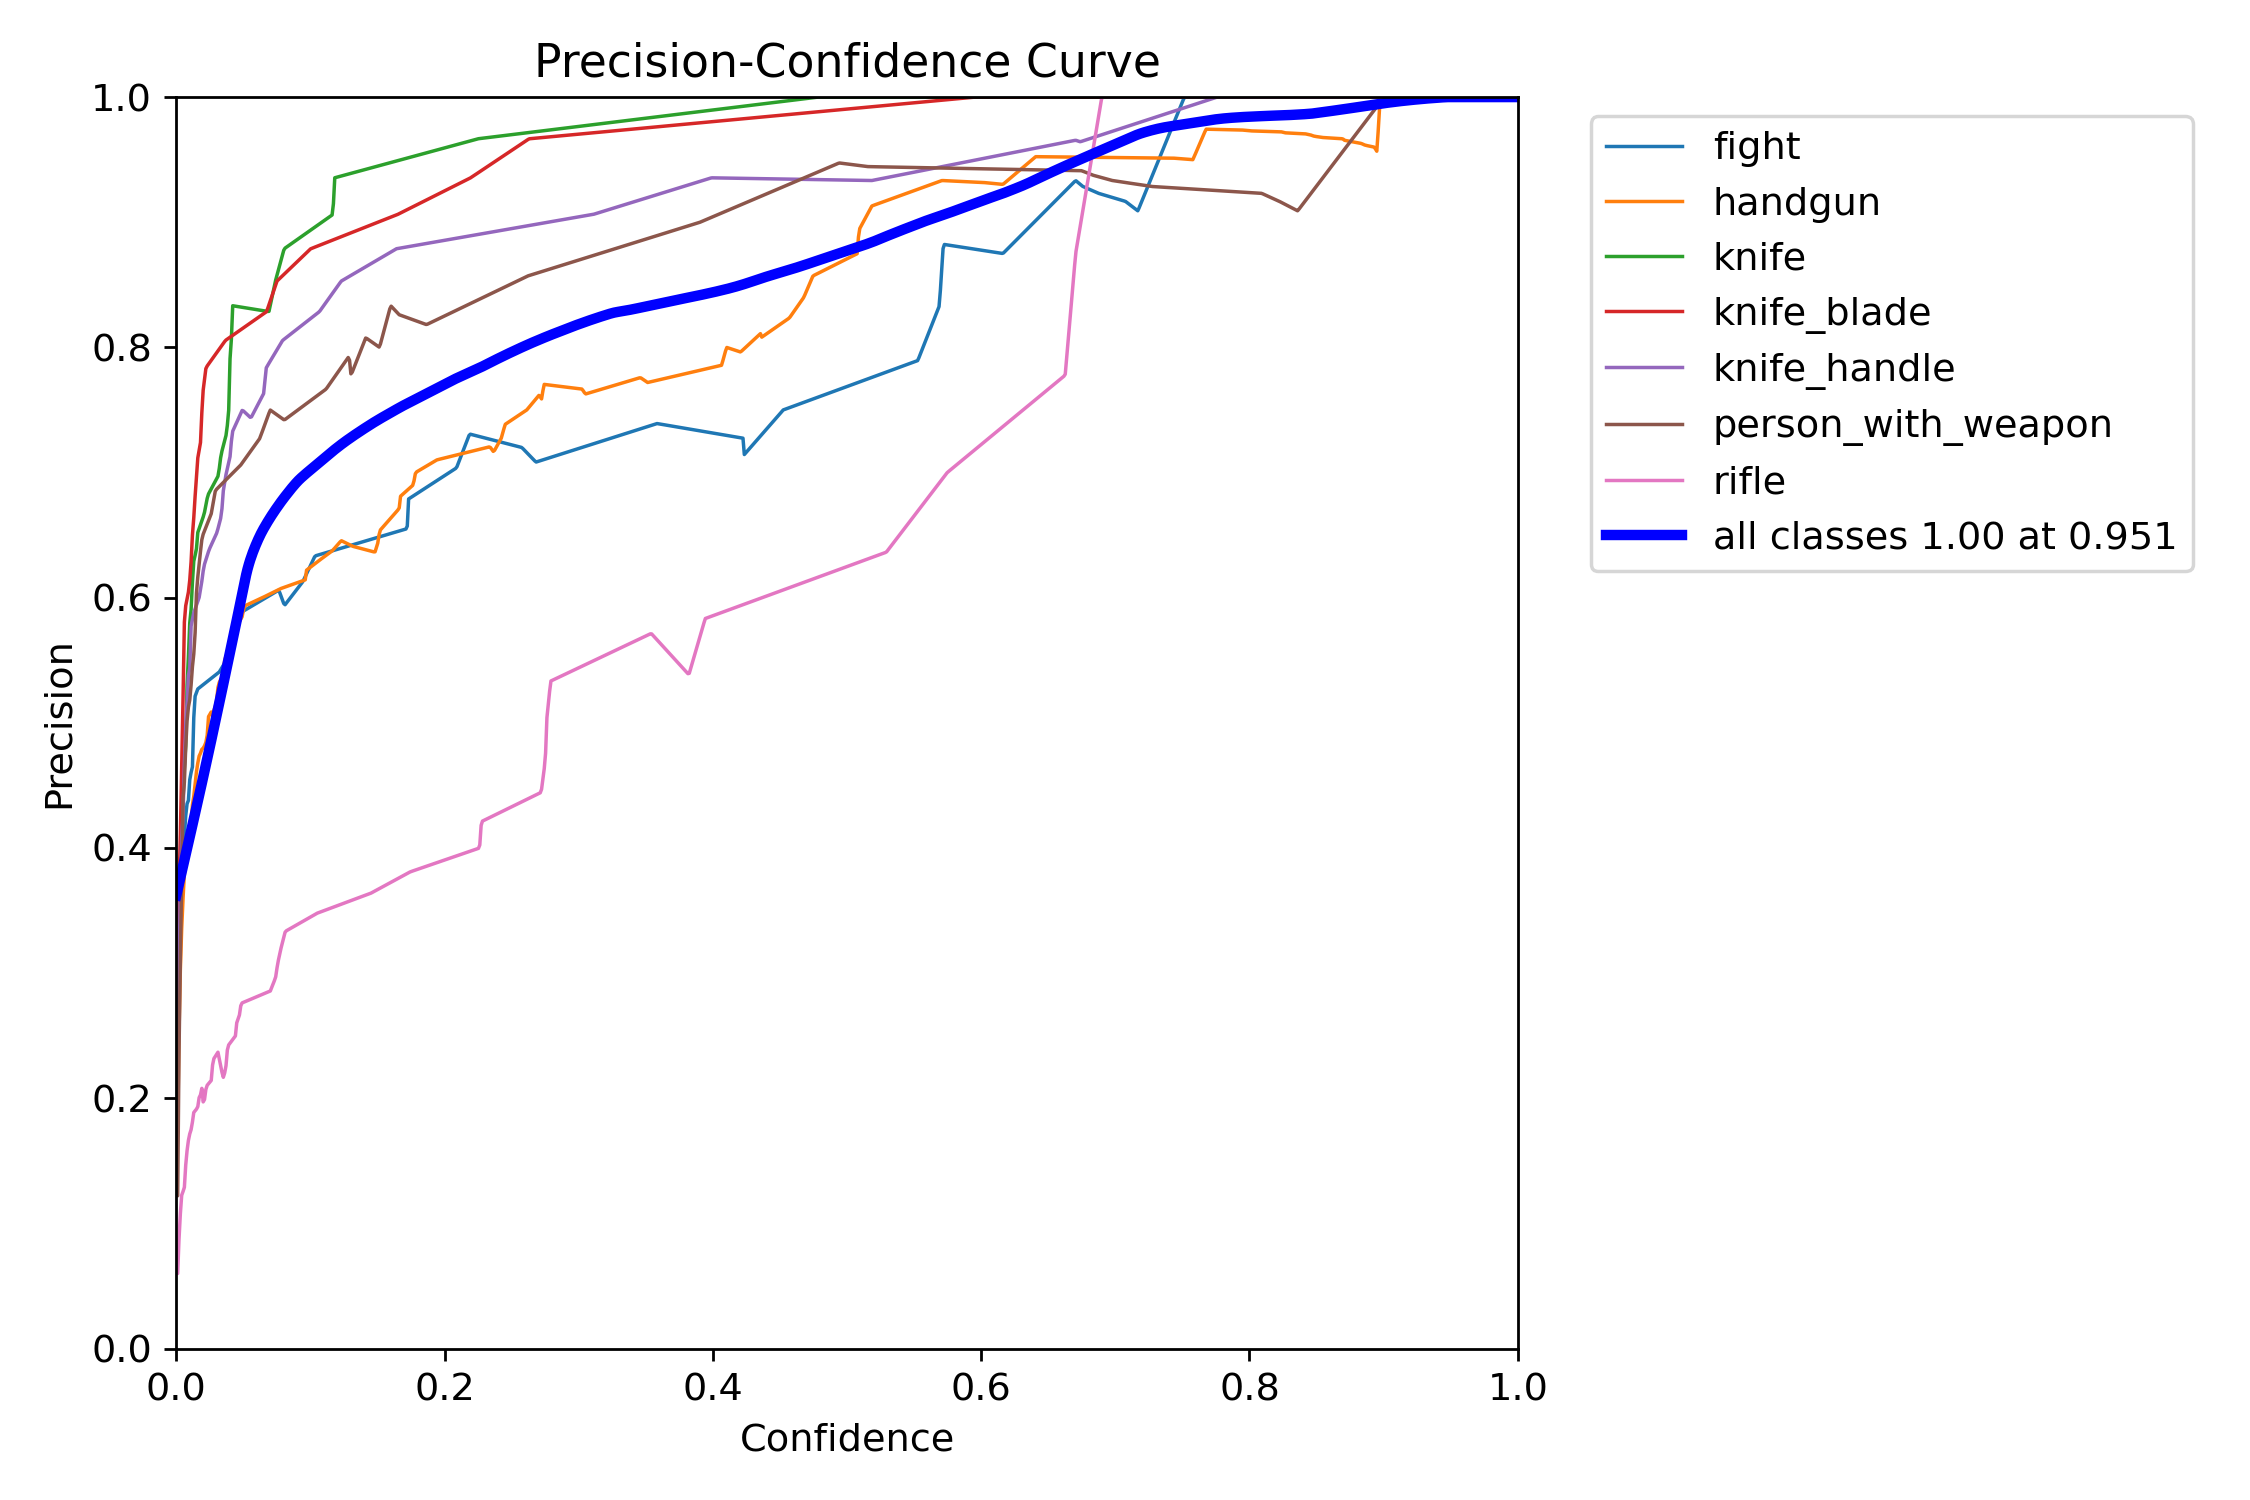 Precision-Confidence Curve
1.0
0.8
0.6
0.4
0.2
0.0
Precision
0.0 0.2 0.4 0.6 0.8 1.0
Confidence
fight
handgun
knife
knife_blade
knife_handle
person_with_weapon
rifle
all classes 1.00 at 0.951